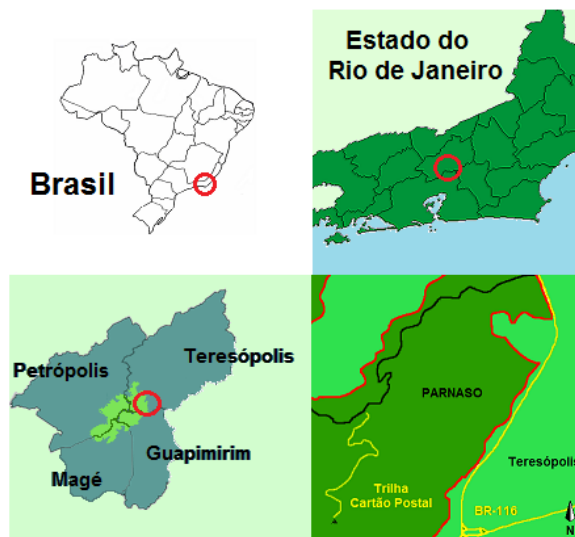 Brasil
Estado do
Rio de Janeiro
Petrópolis
Teresópolis
Guapimirim
Magé
PARNASO
Trilha
Cartão Postal
Teresópolis
BR-116
N